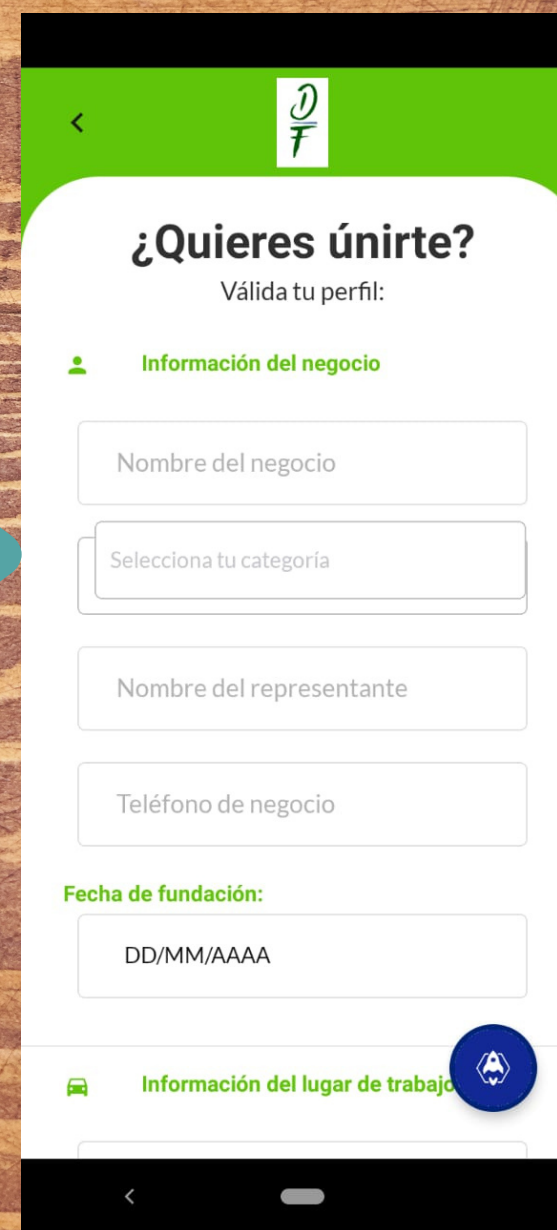 DF
¿Quieres únirte?
Válida tu perfil:
Información del negocio
Nombre del negocio
Selecciona tu categoría
Nombre del representante
Teléfono de negocio
Fecha de fundación:
DD/MM/AAAA
Información del lugar de trabajo